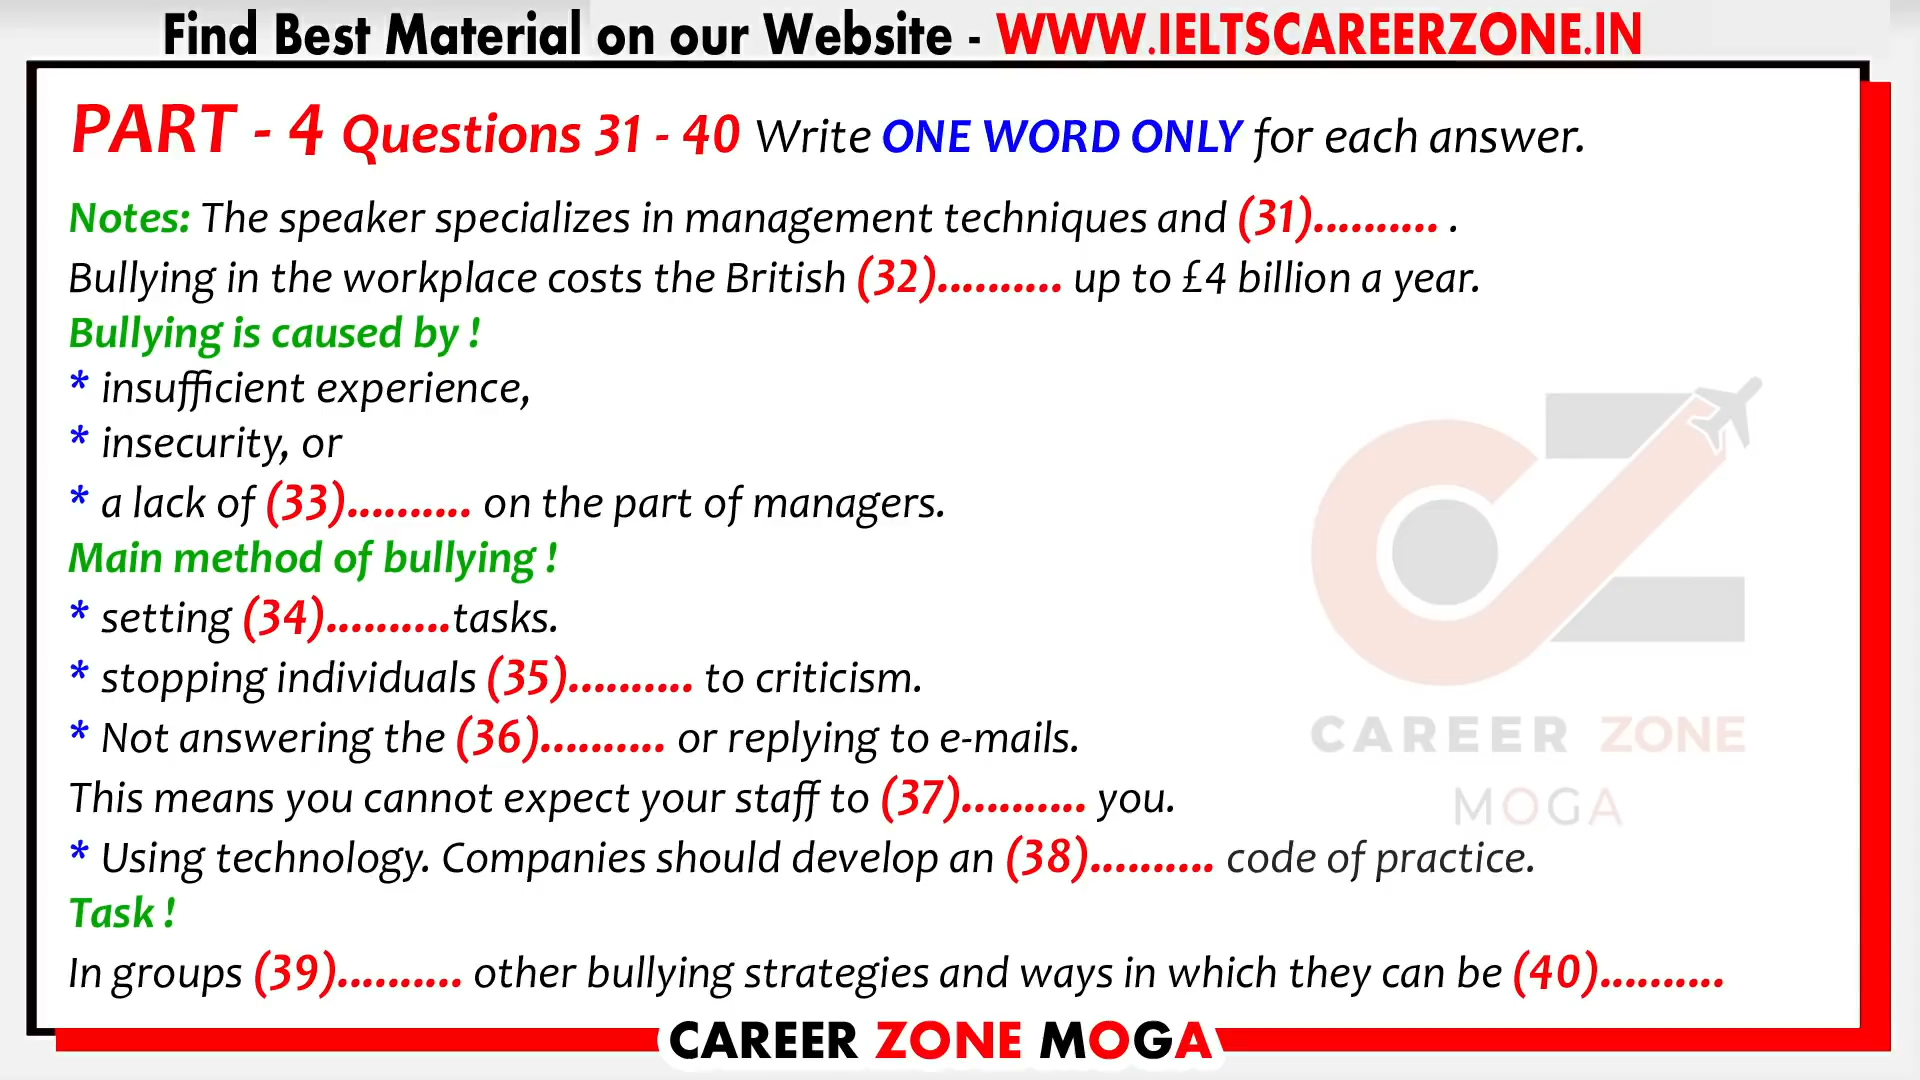 Find Best Material on our Website - WWW.IELTSCAREERZONE.IN
PART - 4 Questions 31 - 40 Write ONE WORD ONLY for each answer.
Notes: The speaker specializes in management techniques and (31).......... .
Bullying in the workplace costs the British (32).......... up to £4 billion a year.
Bullying is caused by !
* insufficient experience,
* insecurity, or
* a lack of (33).......... on the part of managers.
Main method of bullying !
* setting (34)..........tasks.
* stopping individuals (35).......... to criticism.
* Not answering the (36).......... or replying to e-mails.
This means you cannot expect your staff to (37).......... you.
* Using technology. Companies should develop an (38).......... code of practice.
Task !
In groups (39).......... other bullying strategies and ways in which they can be (40)..........
CAREER ZONE
MOGA
CAREER ZONE MOGA